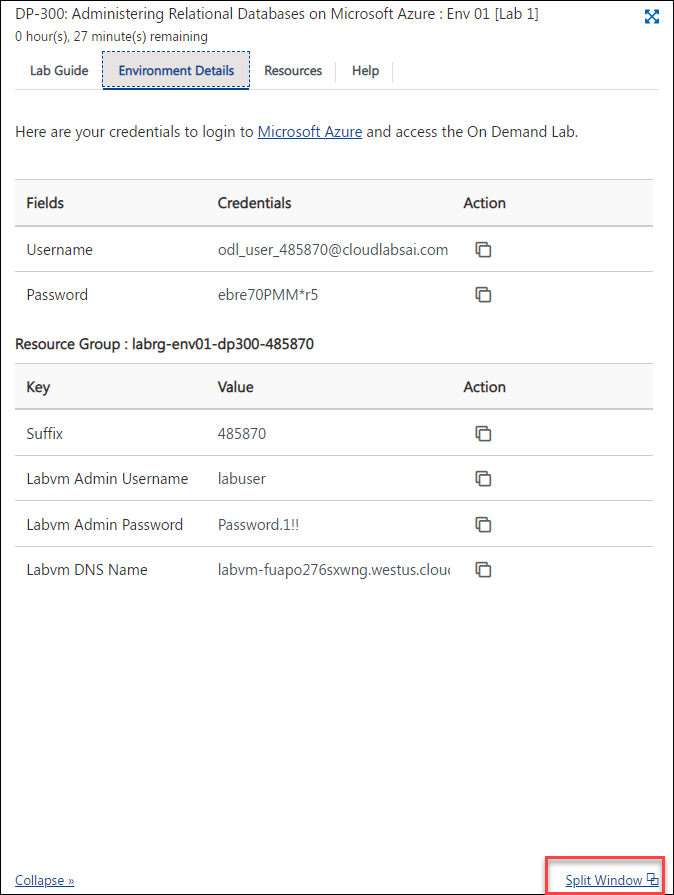 DP-300: Administering Relational Databases on Microsoft Azure : Env 01 [Lab 1]
0 hour(s), 27 minute(s) remaining
Lab Guide Environment Details Resources Help
Here are your credentials to login to Microsoft Azure and access the On Demand Lab.
Fields Credentials Action
Username odl_user_485870@cloudlabsai.com
Password ebre70PMM*r5
Resource Group : labrg-env01-dp300-485870
Key Value Action
Suffix 485870
Labvm Admin Username labuser
Labvm Admin Password Password.1!!
Labvm DNS Name labvm-fuapo276sxwng.westus.clou
Collapse » Split Window